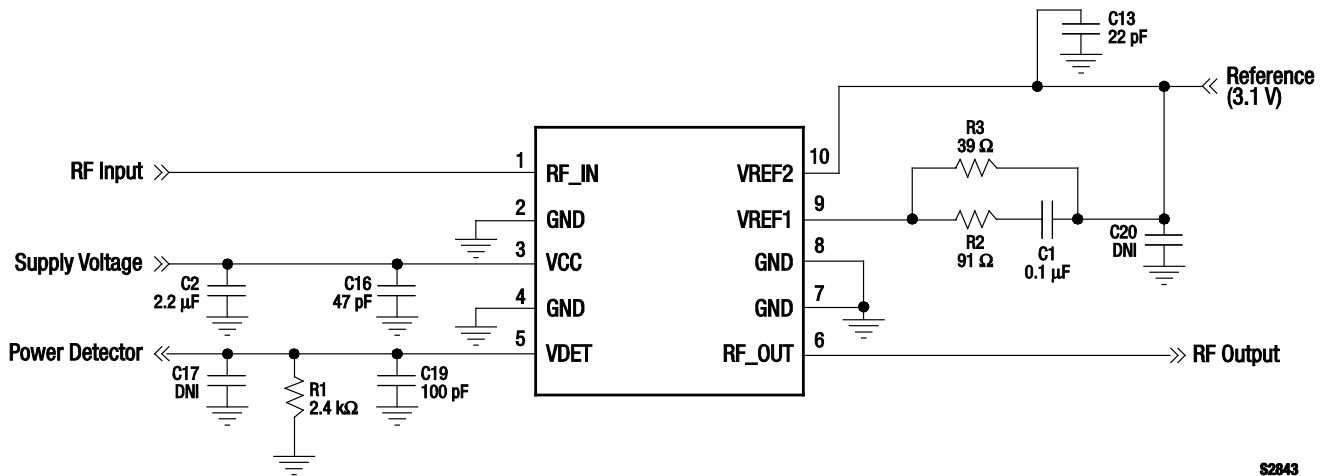 C13
22 pF
Reference
(3.1 V)
R3
39 Ω
RF Input
1
RF_IN
VREF2
10
2
GND
VREF1
9
R2
91 Ω
C1
0.1 µF
C20
DNI
Supply Voltage
3
VCC
GND
8
C2
2.2 µF
C16
47 pF
4
GND
GND
7
Power Detector
5
VDET
RF_OUT
6
RF Output
C17
DNI
R1
2.4 kΩ
C19
100 pF
S2843